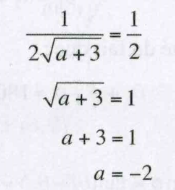 1/(2√(a+3)) = 1/2
√(a+3) = 1
a + 3 = 1
a = −2